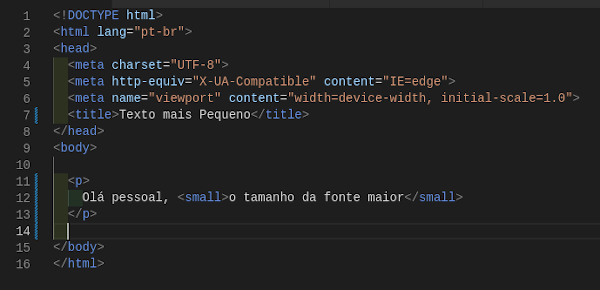 1 <!DOCTYPE html>
2 <html lang="pt-br">
3 <head>
4 <meta charset="UTF-8">
5 <meta http-equiv="X-UA-Compatible" content="IE=edge">
6 <meta name="viewport" content="width=device-width, initial-scale=1.0">
7 <title>Texto mais Pequeno</title>
8 </head>
9 <body>
10
11 <p>
12 Olá pessoal, <small>o tamanho da fonte maior</small>
13 </p>
14
15 </body>
16 </html>